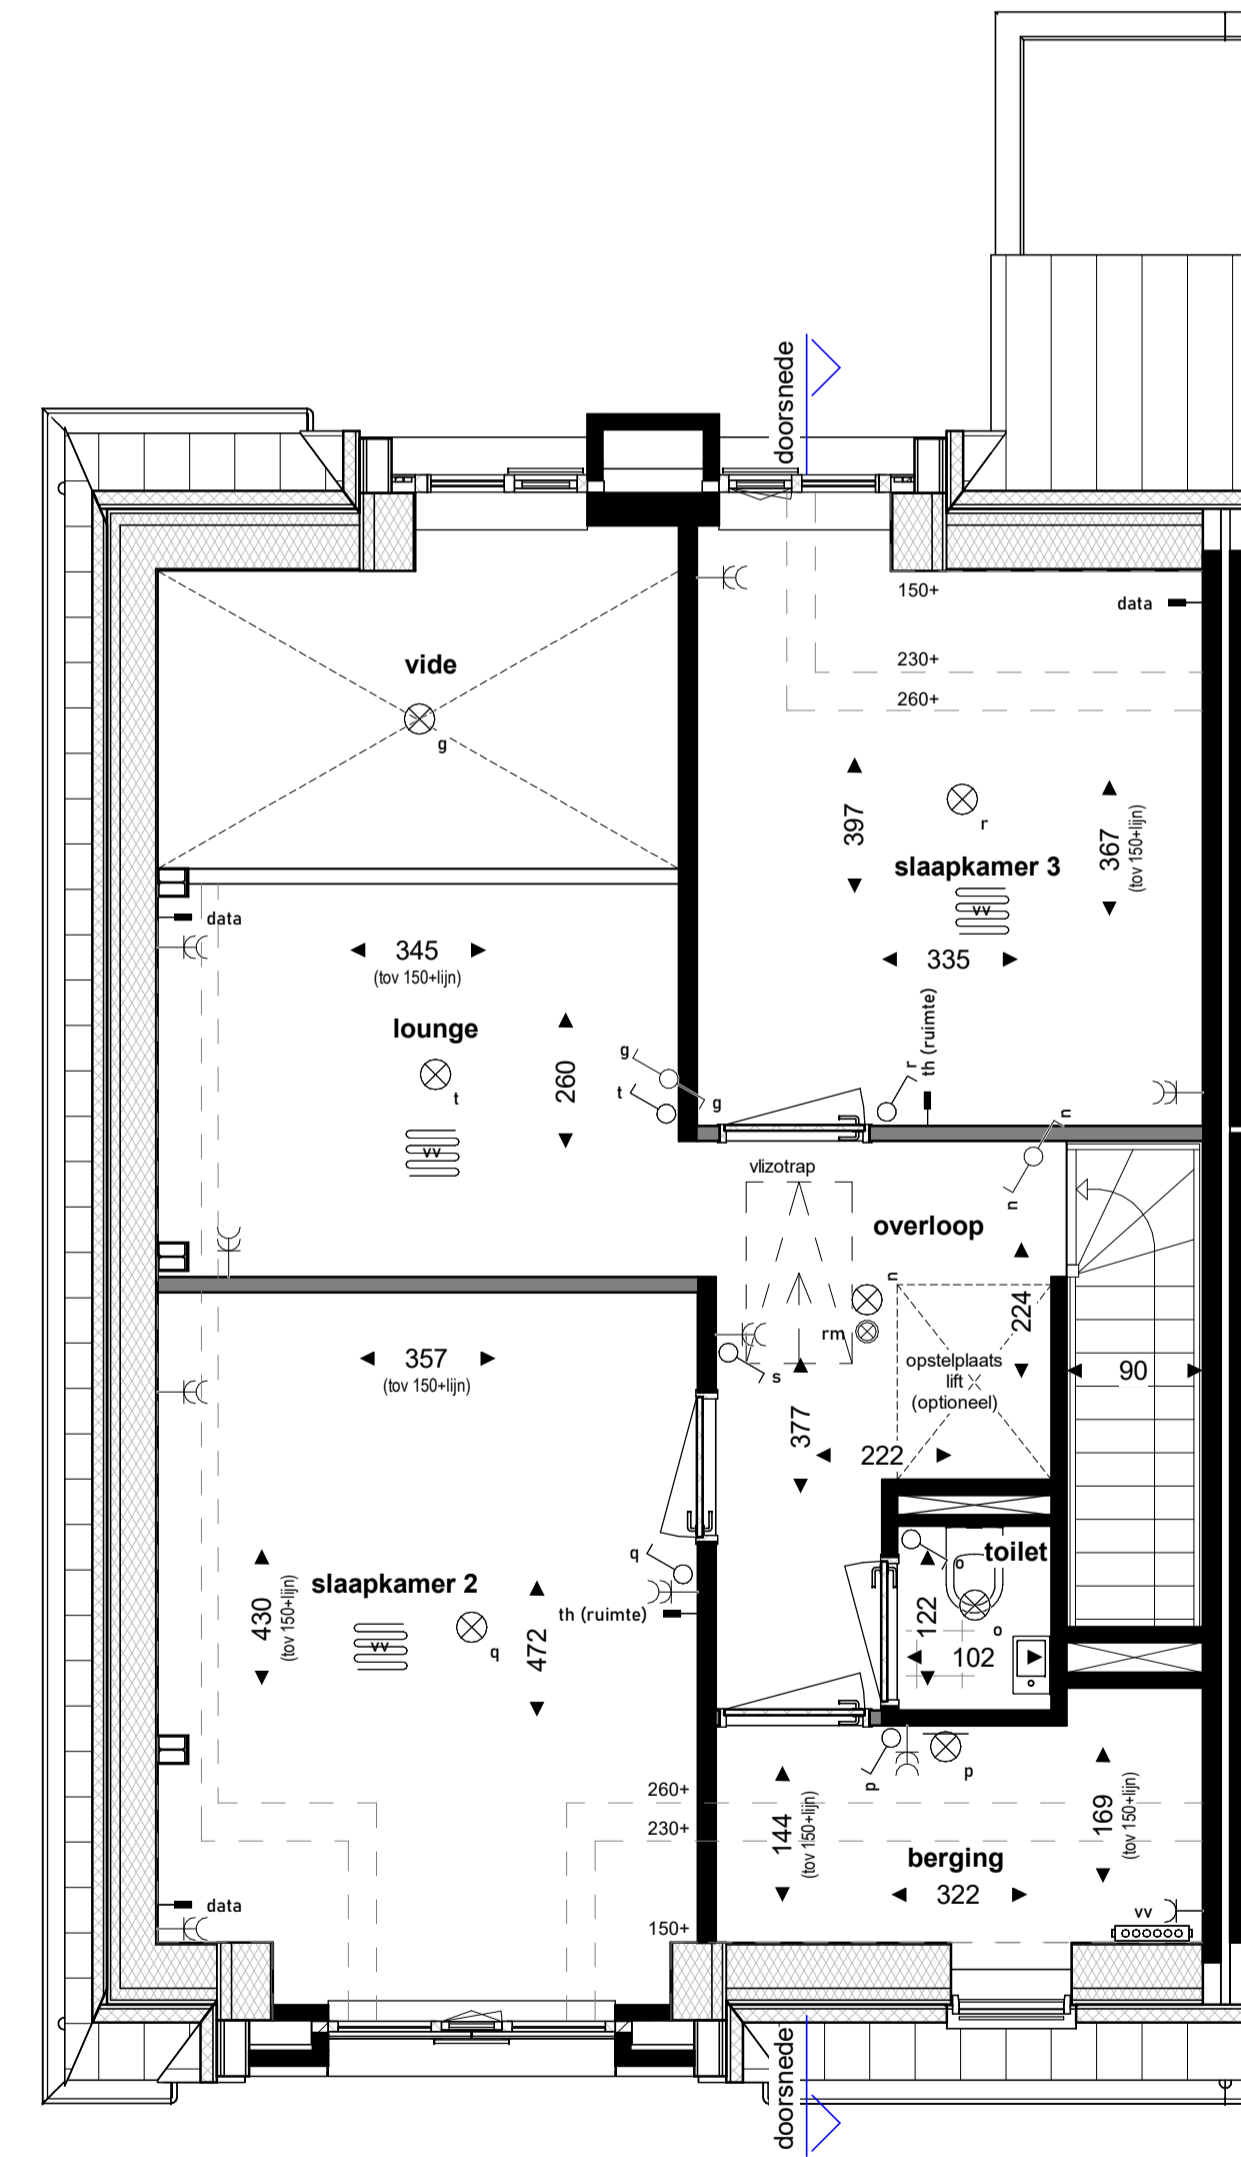 doorsnede
150+
data
vide
230+
260+
g
397
r
367
(tov 150+lijn)
slaapkamer 3
vv
data
345
(tov 150+lijn)
335
lounge
g
260
r
th (ruimte)
t
t
g
n
vv
vlizotrap
n
overloop
n
224
rm
357
(tov 150+lijn)
s
opstelplaats
lift
(optioneel)
90
377
222
q
toilet
o
slaapkamer 2
430
(tov 150+lijn)
th (ruimte)
122
o
vv
q
472
102
p
p
260+
144
(tov 150+lijn)
169
(tov 150+lijn)
230+
berging
322
data
vv
150+
doorsnede